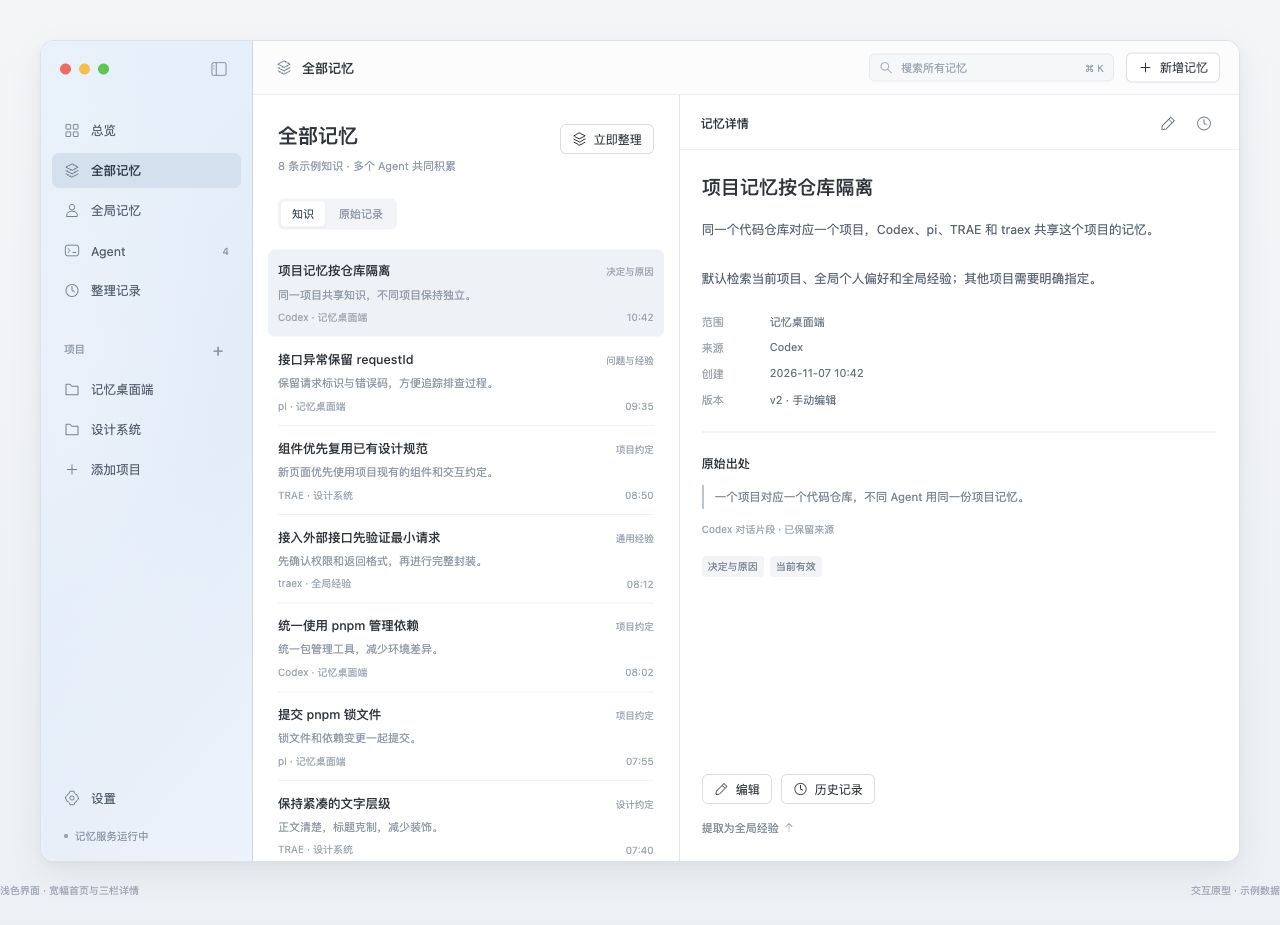 总览
全部记忆
全局记忆
Agent 4
整理记录
项目
记忆桌面端
设计系统
添加项目
设置
记忆服务运行中
全部记忆
搜索所有记忆 ⌘ K
新增记忆
全部记忆
立即整理
8 条示例知识 · 多个 Agent 共同积累
知识 原始记录
项目记忆按仓库隔离 决定与原因
同一项目共享知识，不同项目保持独立。
Codex · 记忆桌面端 10:42
接口异常保留 requestId 问题与经验
保留请求标识与错误码，方便追踪排查过程。
pi · 记忆桌面端 09:35
组件优先复用已有设计规范 项目约定
新页面优先使用项目现有的组件和交互约定。
TRAE · 设计系统 08:50
接入外部接口先验证最小请求 通用经验
先确认权限和返回格式，再进行完整封装。
traex · 全局经验 08:12
统一使用 pnpm 管理依赖 项目约定
统一包管理工具，减少环境差异。
Codex · 记忆桌面端 08:02
提交 pnpm 锁文件 项目约定
锁文件和依赖变更一起提交。
pi · 记忆桌面端 07:55
保持紧凑的文字层级 设计约定
正文清楚，标题克制，减少装饰。
TRAE · 设计系统 07:40
记忆详情
项目记忆按仓库隔离
同一个代码仓库对应一个项目，Codex、pi、TRAE 和 traex 共享这个项目的记忆。
默认检索当前项目、全局个人偏好和全局经验；其他项目需要明确指定。
范围 记忆桌面端
来源 Codex
创建 2026-11-07 10:42
版本 v2 · 手动编辑
原始出处
一个项目对应一个代码仓库，不同 Agent 用同一份项目记忆。
Codex 对话片段 · 已保留来源
决定与原因 当前有效
编辑 历史记录
提取为全局经验 ↑
浅色界面 · 宽幅首页与三栏详情
交互原型 · 示例数据